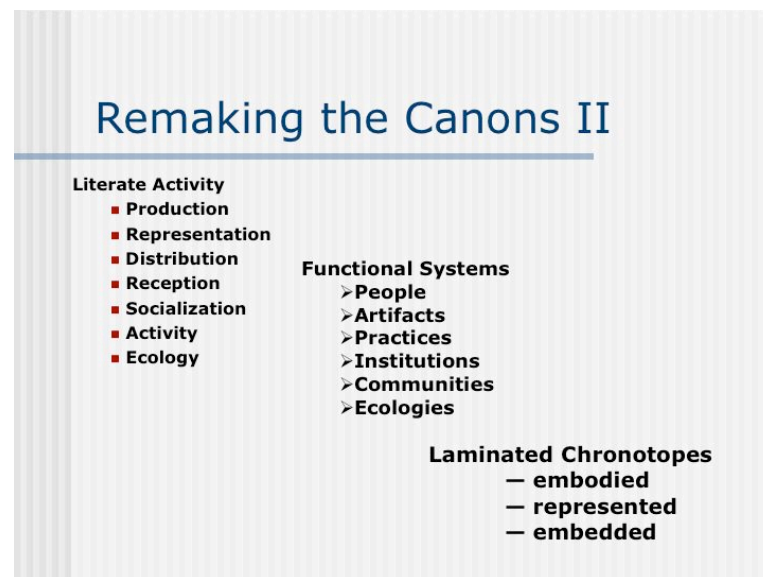 Remaking the Canons II
Literate Activity
■ Production
■ Representation
■ Distribution
■ Reception
■ Socialization
■ Activity
■ Ecology
Functional Systems
➢People
➢Artifacts
➢Practices
➢Institutions
➢Communities
➢Ecologies
Laminated Chronotopes
— embodied
— represented
— embedded